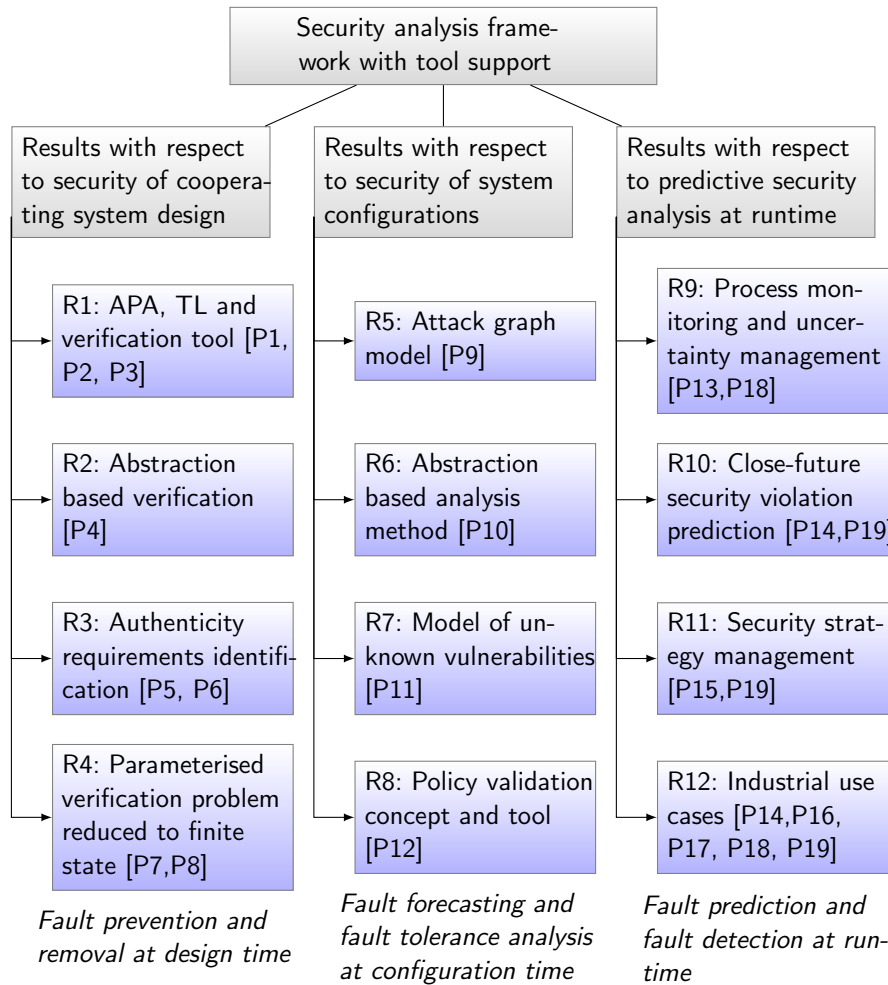 Security analysis frame-
work with tool support
Results with respect
to security of coopera-
ting system design
Results with respect
to security of system
configurations
Results with respect
to predictive security
analysis at runtime
R1: APA, TL and
verification tool [P1,
P2, P3]
R2: Abstraction
based verification
[P4]
R3: Authenticity
requirements identifi-
cation [P5, P6]
R4: Parameterised
verification problem
reduced to finite
state [P7,P8]
Fault prevention and
removal at design time
R5: Attack graph
model [P9]
R6: Abstraction
based analysis
method [P10]
R7: Model of un-
known vulnerabilities
[P11]
R8: Policy validation
concept and tool
[P12]
Fault forecasting and
fault tolerance analysis
at configuration time
R9: Process mon-
itoring and uncer-
tainty management
[P13,P18]
R10: Close-future
security violation
prediction [P14,P19]
R11: Security strat-
egy management
[P15,P19]
R12: Industrial use
cases [P14,P16,
P17, P18, P19]
Fault prediction and
fault detection at run-
time